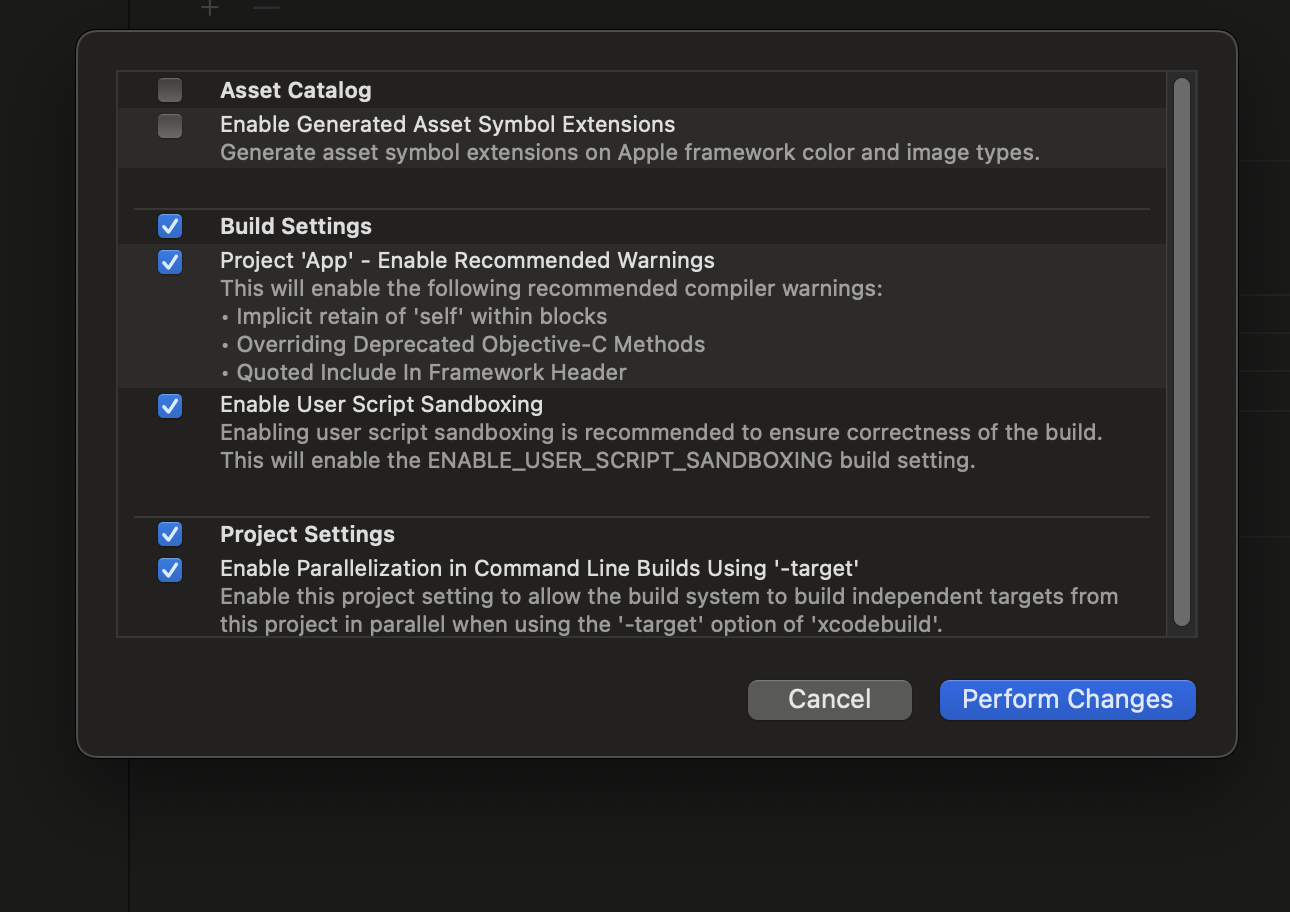 Asset Catalog
Enable Generated Asset Symbol Extensions
Generate asset symbol extensions on Apple framework color and image types.
Build Settings
Project 'App' - Enable Recommended Warnings
This will enable the following recommended compiler warnings:
• Implicit retain of 'self' within blocks
• Overriding Deprecated Objective-C Methods
• Quoted Include In Framework Header
Enable User Script Sandboxing
Enabling user script sandboxing is recommended to ensure correctness of the build.
This will enable the ENABLE_USER_SCRIPT_SANDBOXING build setting.
Project Settings
Enable Parallelization in Command Line Builds Using '-target'
Enable this project setting to allow the build system to build independent targets from
this project in parallel when using the '-target' option of 'xcodebuild'.
Cancel
Perform Changes